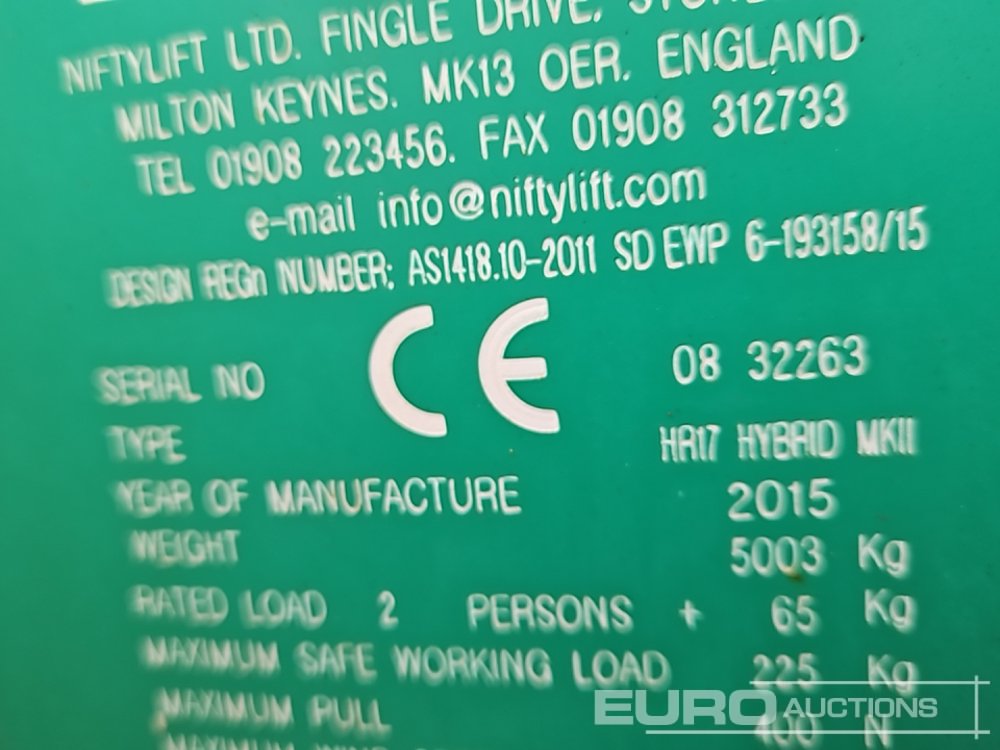 NIFTYLIFT LTD. FINGLE DRIVE,
MILTON KEYNES. MK13 OER. ENGLAND
TEL 01908 223456. FAX 01908 312733
e-mail info@niftylift.com
DESIGN REGn NUMBER: AS1418.10-2011 SD EWP 6-193158/15
CE
SERIAL NO 08 32263
TYPE HR17 HYBRID MKII
YEAR OF MANUFACTURE 2015
WEIGHT 5003 Kg
RATED LOAD 2 PERSONS + 65 Kg
MAXIMUM SAFE WORKING LOAD 225 Kg
MAXIMUM PULL 400 N
MAXIMUM
EURO AUCTIONS